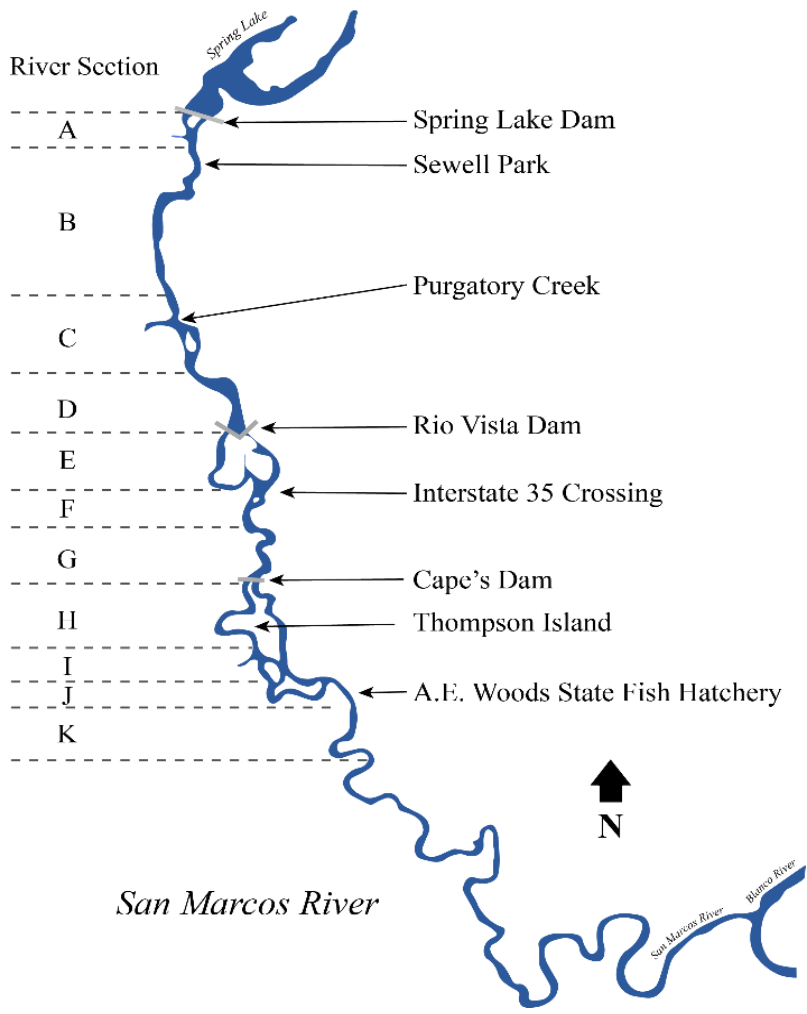 Spring Lake
River Section
A
Spring Lake Dam
Sewell Park
B
Purgatory Creek
C
D
Rio Vista Dam
E
Interstate 35 Crossing
F
G
Cape's Dam
H
Thompson Island
I
J
A.E. Woods State Fish Hatchery
K
N
San Marcos River
San Marcos River
Blanco River